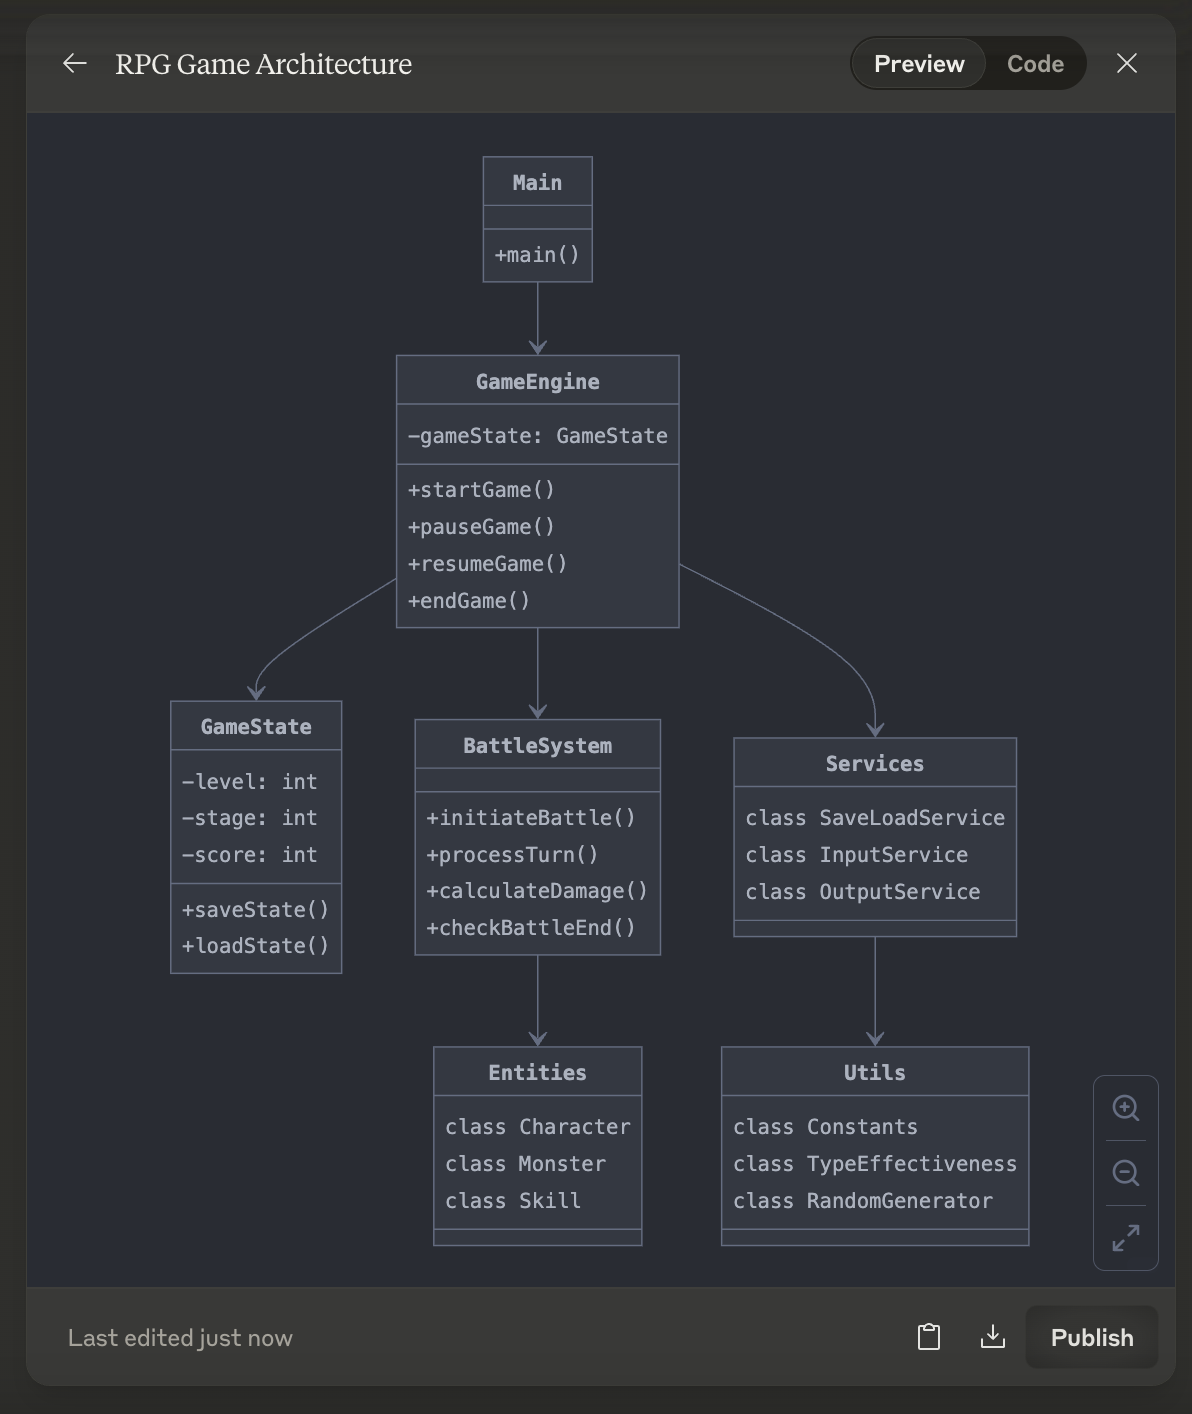 RPG Game Architecture
Preview
Code
Main
+main()
GameEngine
-gameState: GameState
+startGame()
+pauseGame()
+resumeGame()
+endGame()
GameState
-level: int
-stage: int
-score: int
+saveState()
+loadState()
BattleSystem
+initiateBattle()
+processTurn()
+calculateDamage()
+checkBattleEnd()
Services
class SaveLoadService
class InputService
class OutputService
Entities
class Character
class Monster
class Skill
Utils
class Constants
class TypeEffectiveness
class RandomGenerator
Last edited just now
Publish